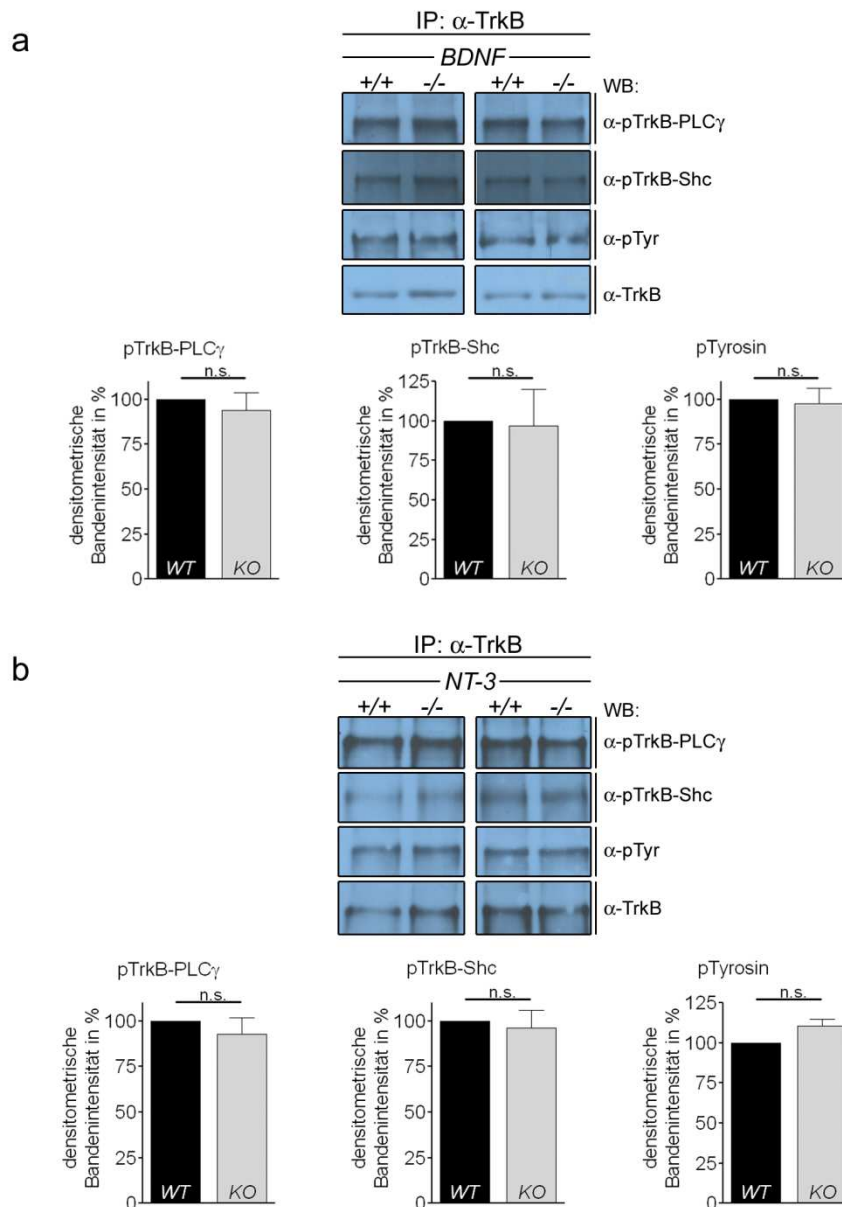 a
IP: α-TrkB
BDNF
+/+ -/- +/+ -/- WB:
α-pTrkB-PLCγ
α-pTrkB-Shc
α-pTyr
α-TrkB
pTrkB-PLCγ
n.s.
densitometrische
Bandenintensität in %
100
75
50
25
0
WT KO
pTrkB-Shc
n.s.
densitometrische
Bandenintensität in %
125
100
75
50
25
0
WT KO
pTyrosin
n.s.
densitometrische
Bandenintensität in %
100
75
50
25
0
WT KO
b
IP: α-TrkB
NT-3
+/+ -/- +/+ -/- WB:
α-pTrkB-PLCγ
α-pTrkB-Shc
α-pTyr
α-TrkB
pTrkB-PLCγ
n.s.
densitometrische
Bandenintensität in %
100
75
50
25
0
WT KO
pTrkB-Shc
n.s.
densitometrische
Bandenintensität in %
100
75
50
25
0
WT KO
pTyrosin
n.s.
densitometrische
Bandenintensität in %
125
100
75
50
25
0
WT KO